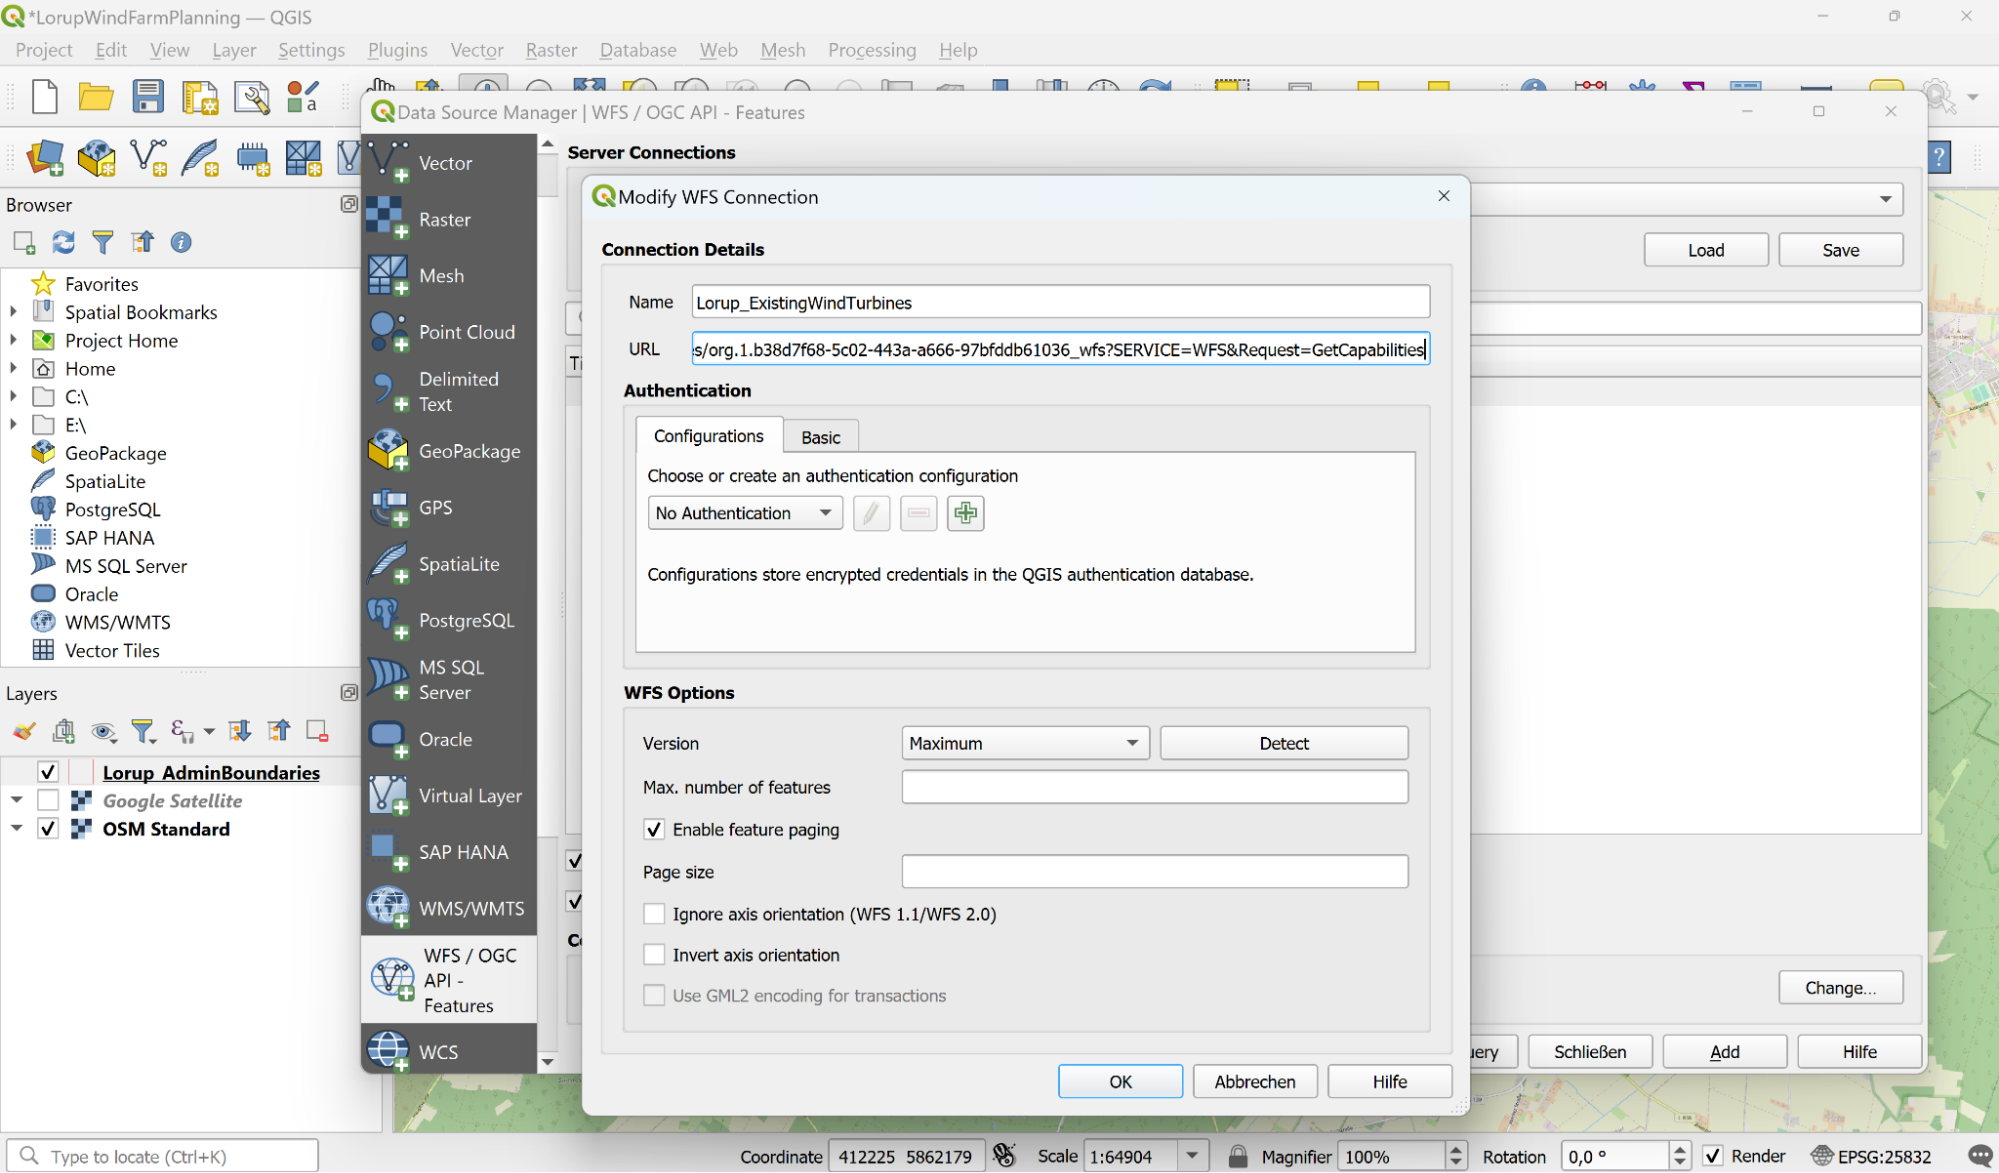 *LorupWindFarmPlanning — QGIS
Project Edit View Layer Settings Plugins Vector Raster Database Web Mesh Processing Help
Data Source Manager | WFS / OGC API - Features
Browser
Favorites
Spatial Bookmarks
Project Home
Home
C:\
E:\
GeoPackage
SpatiaLite
PostgreSQL
SAP HANA
MS SQL Server
Oracle
WMS/WMTS
Vector Tiles
Layers
Lorup_AdminBoundaries
Google Satellite
OSM Standard
Vector
Raster
Mesh
Point Cloud
Delimited
Text
GeoPackage
GPS
SpatiaLite
PostgreSQL
MS SQL
Server
Oracle
Virtual Layer
SAP HANA
WMS/WMTS
WFS / OGC
API -
Features
WCS
Server Connections
Load Save
Modify WFS Connection
Connection Details
Name Lorup_ExistingWindTurbines
URL s/org.1.b38d7f68-5c02-443a-a666-97bfddb61036_wfs?SERVICE=WFS&Request=GetCapabilities
Authentication
Configurations Basic
Choose or create an authentication configuration
No Authentication
Configurations store encrypted credentials in the QGIS authentication database.
WFS Options
Version Maximum Detect
Max. number of features
Enable feature paging
Page size
Ignore axis orientation (WFS 1.1/WFS 2.0)
Invert axis orientation
Use GML2 encoding for transactions
OK Abbrechen Hilfe
Ti
Change...
uery Schließen Add Hilfe
Type to locate (Ctrl+K) Coordinate 412225 5862179 Scale 1:64904 Magnifier 100% Rotation 0,0 ° Render EPSG:25832